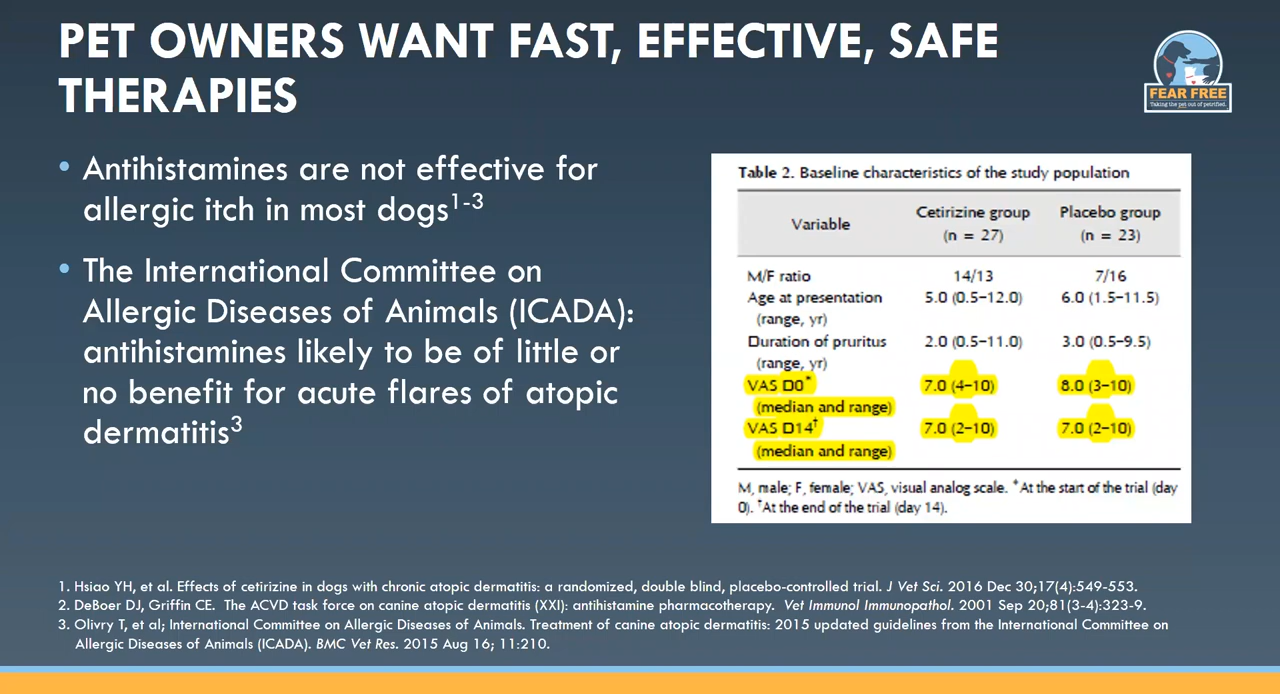 PET OWNERS WANT FAST, EFFECTIVE, SAFE
THERAPIES
FEAR FREE
Taking the pet out of petrified.
• Antihistamines are not effective for
allergic itch in most dogs1-3
• The International Committee on
Allergic Diseases of Animals (ICADA):
antihistamines likely to be of little or
no benefit for acute flares of atopic
dermatitis3
Table 2. Baseline characteristics of the study population
Variable Cetirizine group (n = 27) Placebo group (n = 23)
M/F ratio 14/13 7/16
Age at presentation 5.0 (0.5–12.0) 6.0 (1.5–11.5)
(range, yr)
Duration of pruritus 2.0 (0.5–11.0) 3.0 (0.5–9.5)
(range, yr)
VAS D0* 7.0 (4–10) 8.0 (3–10)
(median and range)
VAS D14† 7.0 (2–10) 7.0 (2–10)
(median and range)
M, male; F, female; VAS, visual analog scale. *At the start of the trial (day
0). †At the end of the trial (day 14).
1. Hsiao YH, et al. Effects of cetirizine in dogs with chronic atopic dermatitis: a randomized, double blind, placebo-controlled trial. J Vet Sci. 2016 Dec 30;17(4):549-553.
2. DeBoer DJ, Griffin CE. The ACVD task force on canine atopic dermatitis (XXI): antihistamine pharmacotherapy. Vet Immunol Immunopathol. 2001 Sep 20;81(3-4):323-9.
3. Olivry T, et al; International Committee on Allergic Diseases of Animals. Treatment of canine atopic dermatitis: 2015 updated guidelines from the International Committee on
Allergic Diseases of Animals (ICADA). BMC Vet Res. 2015 Aug 16; 11:210.